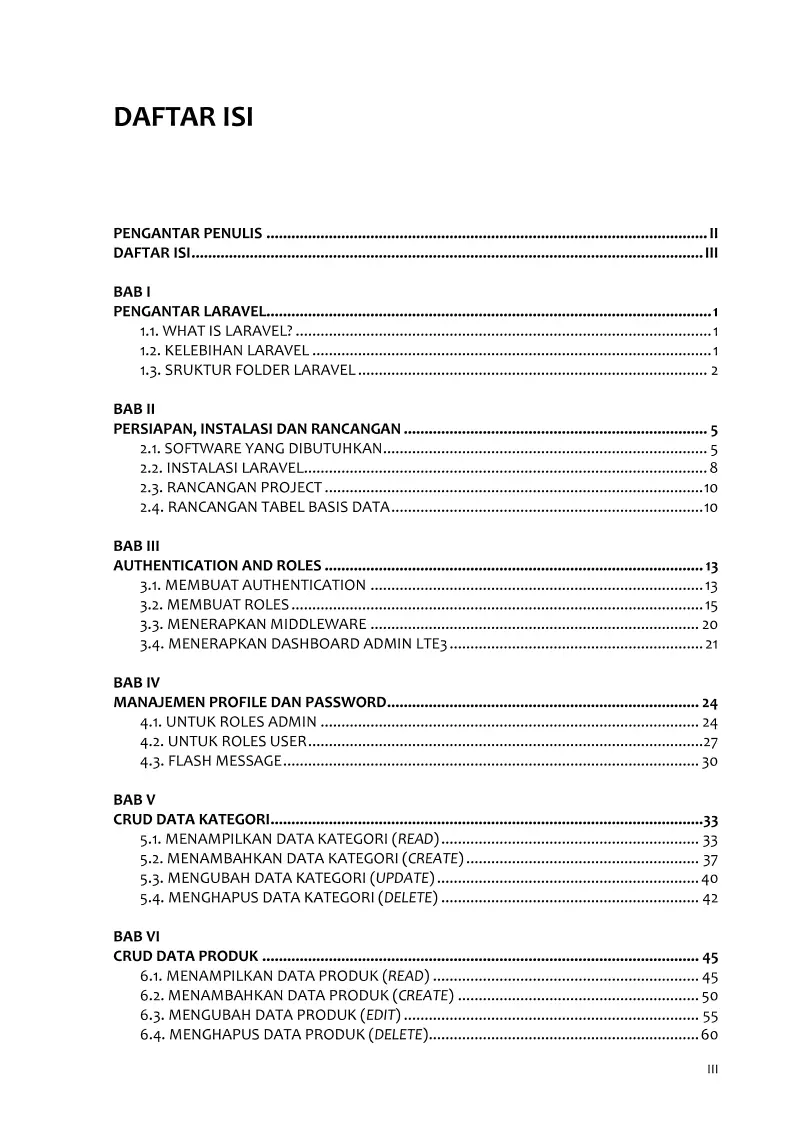 DAFTAR ISI
PENGANTAR PENULIS ........................................................................................................... II
DAFTAR ISI............................................................................................................................ III
BAB I
PENGANTAR LARAVEL............................................................................................................1
1.1. WHAT IS LARAVEL? .....................................................................................................1
1.2. KELEBIHAN LARAVEL .................................................................................................1
1.3. SRUKTUR FOLDER LARAVEL ..................................................................................... 2
BAB II
PERSIAPAN, INSTALASI DAN RANCANGAN .......................................................................... 5
2.1. SOFTWARE YANG DIBUTUHKAN............................................................................... 5
2.2. INSTALASI LARAVEL.................................................................................................. 8
2.3. RANCANGAN PROJECT ............................................................................................10
2.4. RANCANGAN TABEL BASIS DATA............................................................................10
BAB III
AUTHENTICATION AND ROLES ............................................................................................ 13
3.1. MEMBUAT AUTHENTICATION .................................................................................13
3.2. MEMBUAT ROLES....................................................................................................15
3.3. MENERAPKAN MIDDLEWARE ................................................................................ 20
3.4. MENERAPKAN DASHBOARD ADMIN LTE3 ............................................................. 21
BAB IV
MANAJEMEN PROFILE DAN PASSWORD............................................................................ 24
4.1. UNTUK ROLES ADMIN ............................................................................................ 24
4.2. UNTUK ROLES USER................................................................................................27
4.3. FLASH MESSAGE..................................................................................................... 30
BAB V
CRUD DATA KATEGORI.........................................................................................................33
5.1. MENAMPILKAN DATA KATEGORI (READ)............................................................... 33
5.2. MENAMBAHKAN DATA KATEGORI (CREATE)......................................................... 37
5.3. MENGUBAH DATA KATEGORI (UPDATE)................................................................ 40
5.4. MENGHAPUS DATA KATEGORI (DELETE) ............................................................... 42
BAB VI
CRUD DATA PRODUK .......................................................................................................... 45
6.1. MENAMPILKAN DATA PRODUK (READ) ................................................................. 45
6.2. MENAMBAHKAN DATA PRODUK (CREATE) ........................................................... 50
6.3. MENGUBAH DATA PRODUK (EDIT) ........................................................................ 55
6.4. MENGHAPUS DATA PRODUK (DELETE).................................................................. 60
III